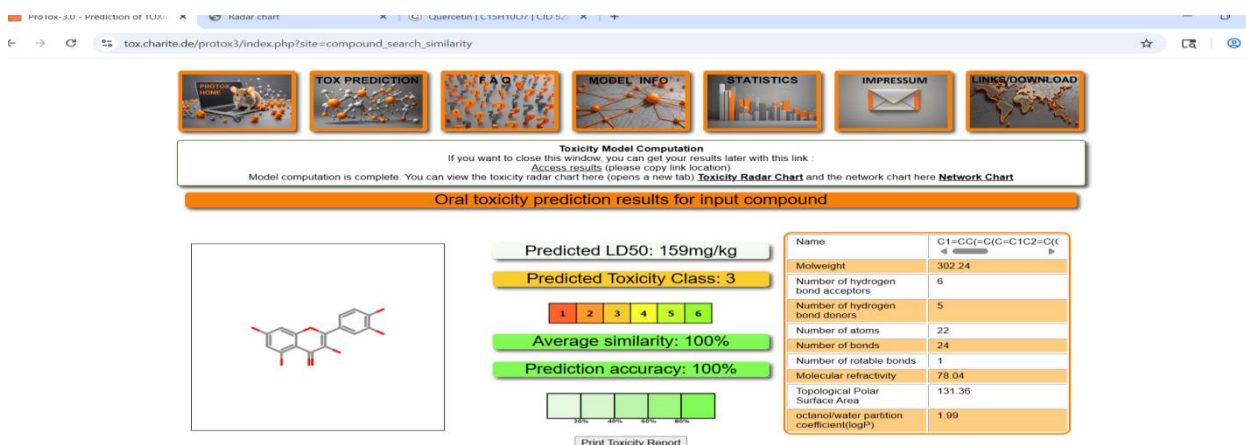 ProTox-3.0 - Prediction of TOXI
Radar chart
Quercetin | C15H10O7 | CID 528
tox.charite.de/protox3/index.php?site=compound_search_similarity
PROTOX HOME
TOX PREDICTION
F A Q
MODEL INFO
STATISTICS
IMPRESSUM
LINKS/DOWNLOAD
Toxicity Model Computation
If you want to close this window, you can get your results later with this link :
Access results (please copy link location)
Model computation is complete. You can view the toxicity radar chart here (opens a new tab) Toxicity Radar Chart and the network chart here Network Chart
Oral toxicity prediction results for input compound
Predicted LD50: 159mg/kg
Predicted Toxicity Class: 3
1 2 3 4 5 6
Average similarity: 100%
Prediction accuracy: 100%
20% 40% 60% 80%
Print Toxicity Report
Name C1=CC(=C(C=C1C2=C(
Molweight 302.24
Number of hydrogen
bond acceptors 6
Number of hydrogen
bond donors 5
Number of atoms 22
Number of bonds 24
Number of rotable bonds 1
Molecular refractivity 78.04
Topological Polar
Surface Area 131.36
octanol/water partition
coefficient(logP) 1.99